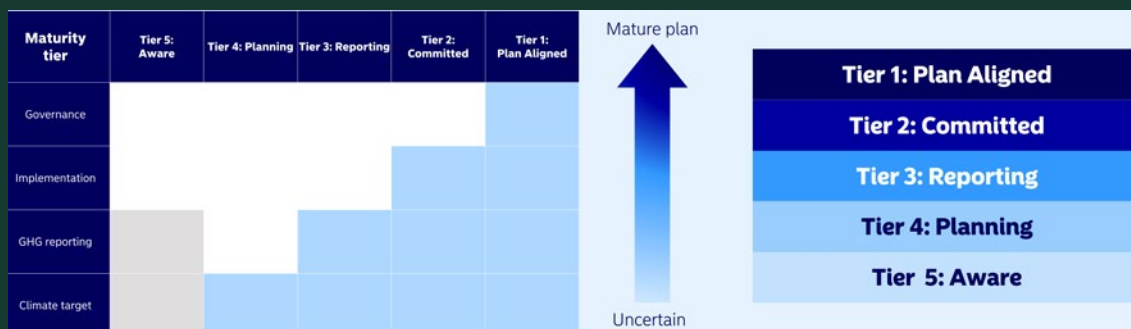 Maturity
tier
Tier 5:
Aware
Tier 4: Planning
Tier 3: Reporting
Tier 2:
Committed
Tier 1:
Plan Aligned
Governance
Implementation
GHG reporting
Climate target
Mature plan
Uncertain
Tier 1: Plan Aligned
Tier 2: Committed
Tier 3: Reporting
Tier 4: Planning
Tier 5: Aware